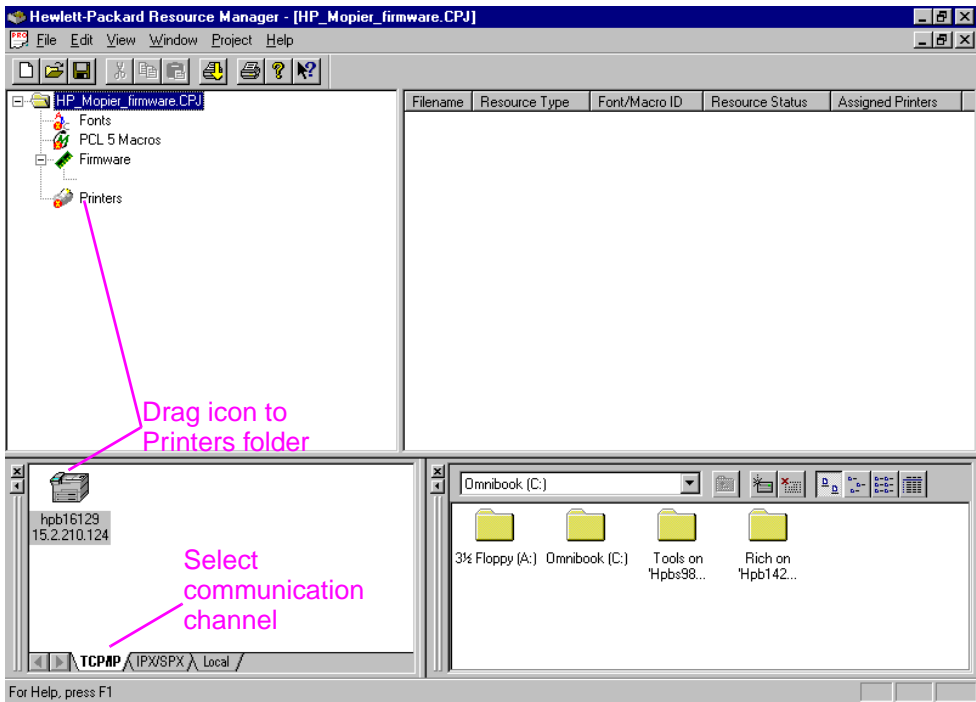 Hewlett-Packard Resource Manager - [HP_Mopier_firmware.CPJ]
File Edit View Window Project Help
HP_Mopier_firmware.CPJ
Fonts
PCL 5 Macros
Firmware
Printers
Filename Resource Type Font/Macro ID Resource Status Assigned Printers
Drag icon to
Printers folder
hpb16129
15.2.210.124
Select
communication
channel
TCP/IP IPX/SPX Local
Omnibook (C:)
3½ Floppy (A:) Omnibook (C:) Tools on 'Hpbs98... Rich on 'Hpb142...
For Help, press F1